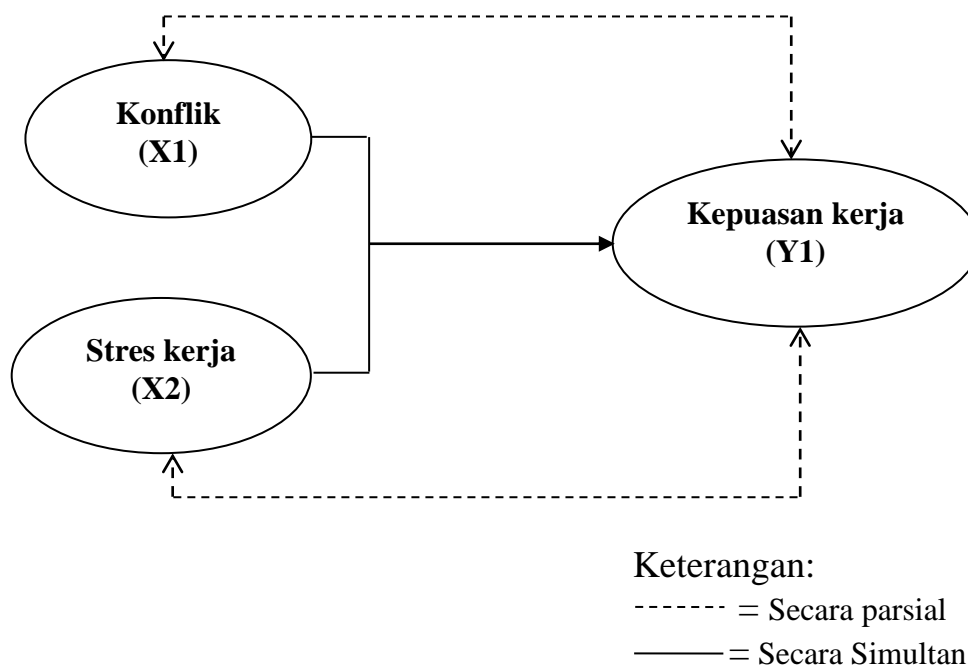 Konflik
(X1)
Kepuasan kerja
(Y1)
Stres kerja
(X2)
Keterangan:
= Secara parsial
= Secara Simultan